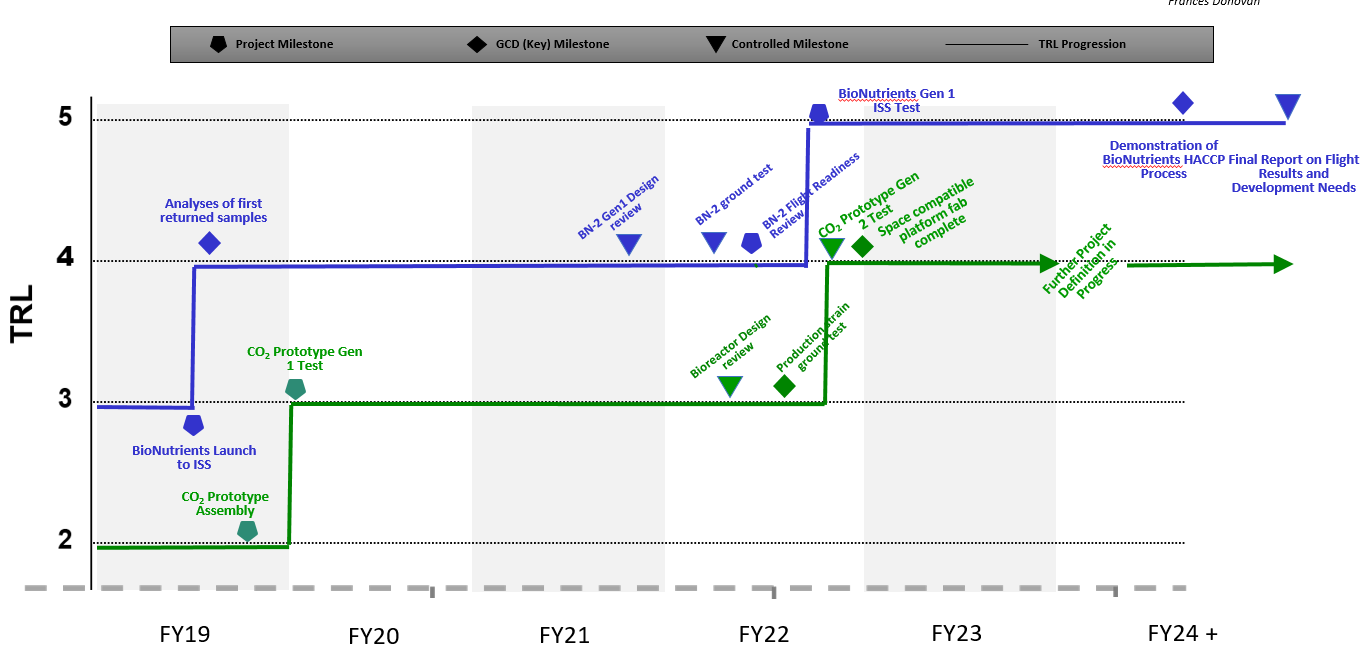 Frances Donovan
Project Milestone
GCD (Key) Milestone
Controlled Milestone
TRL Progression
BioNutrients Gen 1
ISS Test
5
Demonstration of
BioNutrients HACCP
Process
Final Report on Flight
Results and
Development Needs
Analyses of first
returned samples
BN-2 Gen1 Design
review
BN-2 ground test
BN-2 Flight Readiness
Review
CO2 Prototype Gen
2 Test
Space compatible
platform fab
complete
4
Further Project
Definition in
Progress
TRL
CO2 Prototype Gen
1 Test
Bioreactor Design
review
Production strain
ground test
3
BioNutrients Launch
to ISS
CO2 Prototype
Assembly
2
FY19
FY20
FY21
FY22
FY23
FY24 +